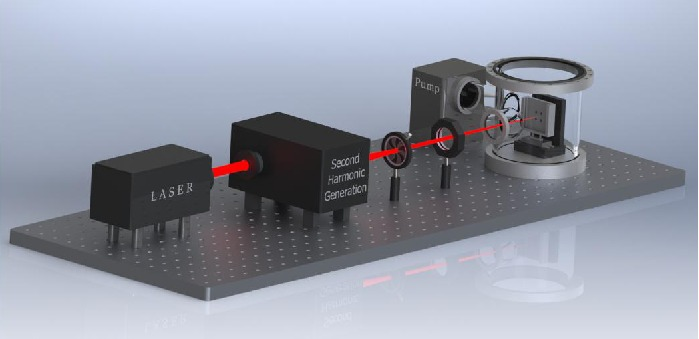 LASER
Second
Harmonic
Generation
Pump